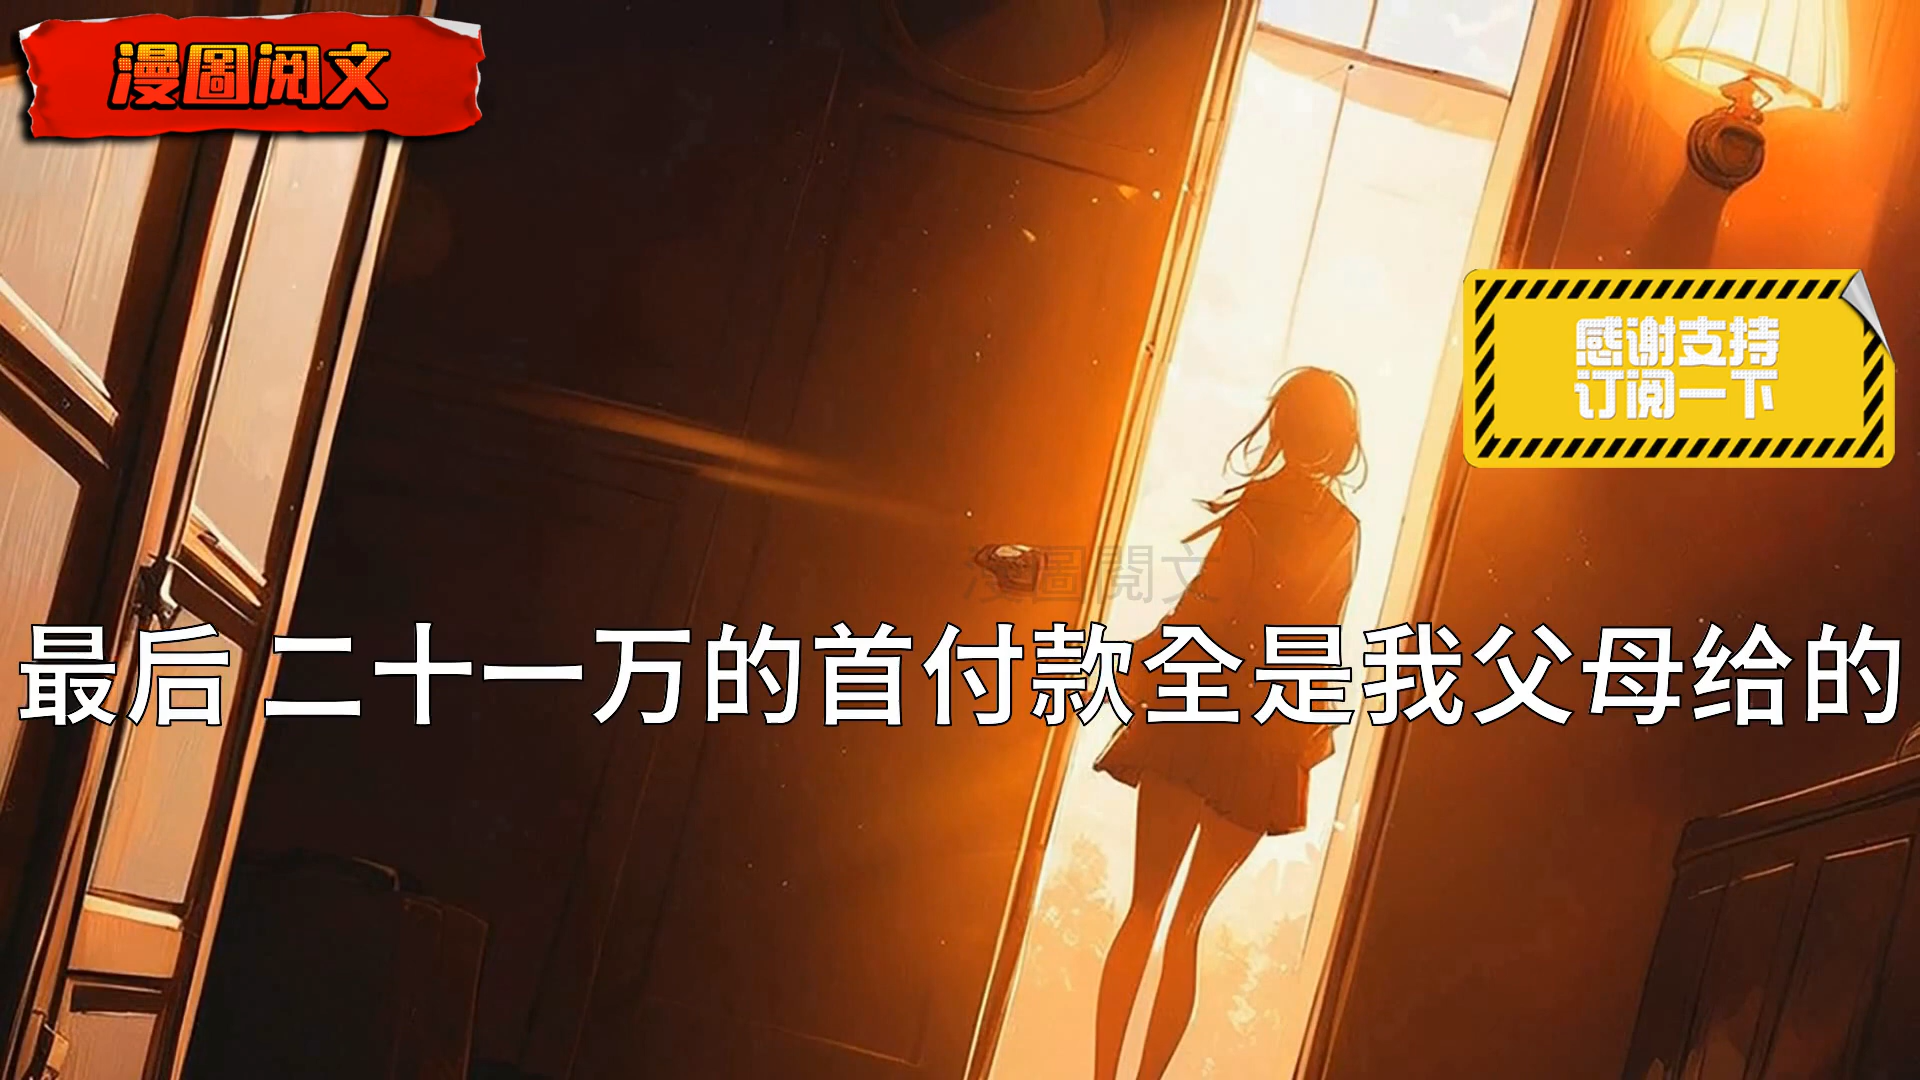 漫圖阅文
感谢支持
订阅一下
漫圖閱文
最后 二十一万的首付款全是我父母给的